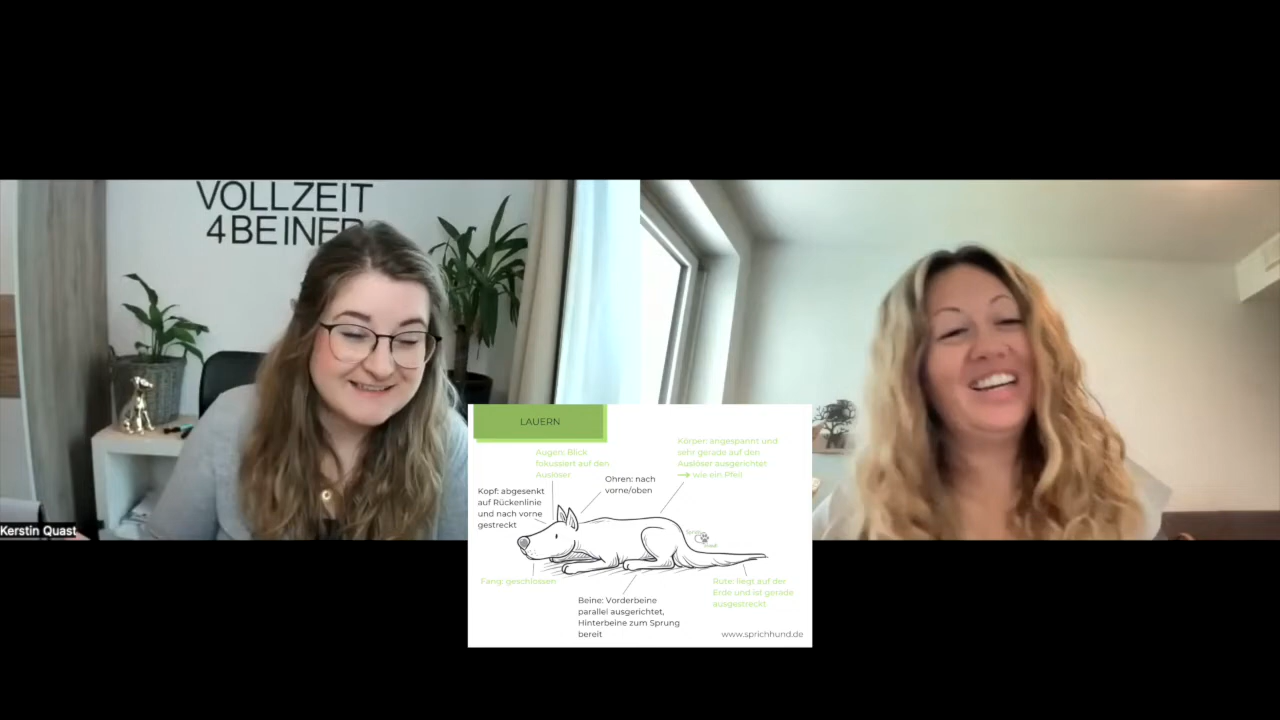 VOLLZEIT
4BEINER
Kerstin Quast
LAUERN
Augen: Blick
fokussiert auf den
Auslöser
Körper: angespannt und
sehr gerade auf den
Auslöser ausgerichtet
→ wie ein Pfeil
Ohren: nach
vorne/oben
Kopf: abgesenkt
auf Rückenlinie
und nach vorne
gestreckt
Fang: geschlossen
Rute: liegt auf der
Erde und ist gerade
ausgestreckt
Beine: Vorderbeine
parallel ausgerichtet,
Hinterbeine zum Sprung
bereit
www.sprichhund.de